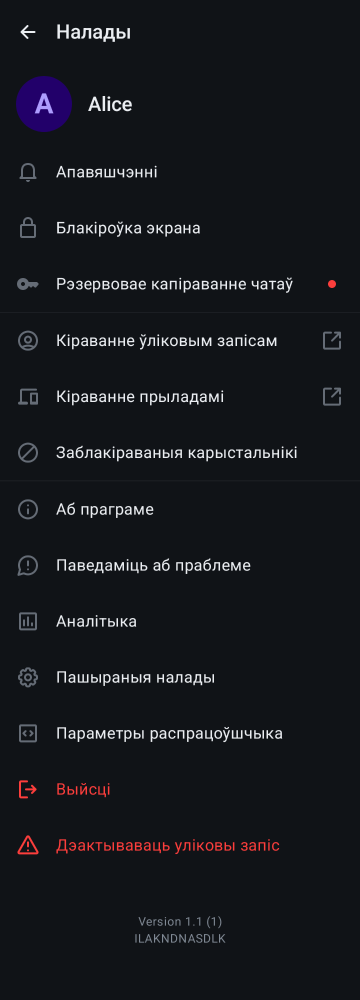 Налады
A
Alice
Апавяшчэнні
Блакіроўка экрана
Рэзервовае капіраванне чатаў
Кіраванне ўліковым запісам
Кіраванне прыладамі
Заблакіраваныя карыстальнікі
Аб праграме
Паведаміць аб праблеме
Аналітыка
Пашыраныя налады
Параметры распрацоўшчыка
Выйсці
Дэактываваць уліковы запіс
Version 1.1 (1)
ILAKNDNASDLK